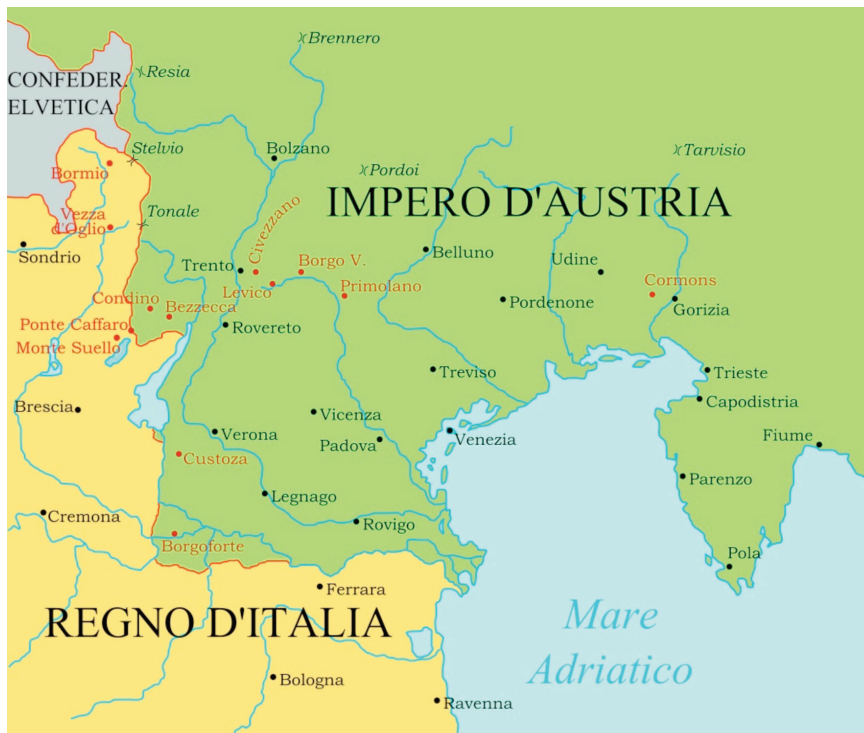 Brennero
Resia
CONFEDER.
ELVETICA
Stelvio
Bolzano
Pordoi
Tarvisio
Bormio
IMPERO D'AUSTRIA
Vezza
d'Oglio
Tonale
Civezzano
Sondrio
Trento
Borgo V.
Belluno
Udine
Levico
Primolano
Cormons
Condino
Bezzecca
Pordenone
Gorizia
Ponte Caffaro
Rovereto
Monte Suello
Treviso
Trieste
Brescia
Vicenza
Capodistria
Verona
Padova
Venezia
Fiume
Custoza
Parenzo
Legnago
Cremona
Rovigo
Borgoforte
Pola
Ferrara
REGNO D'ITALIA
Mare
Adriatico
Bologna
Ravenna